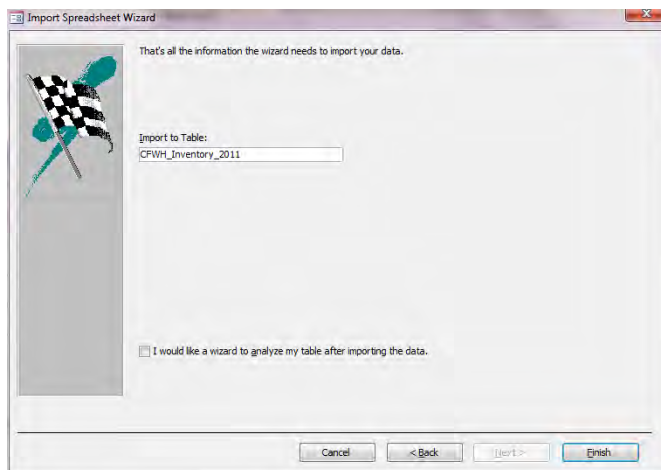 Import Spreadsheet Wizard
That's all the information the wizard needs to import your data.
Import to Table:
CFWH_Inventory_2011
I would like a wizard to analyze my table after importing the data.
Cancel < Back Next > Finish